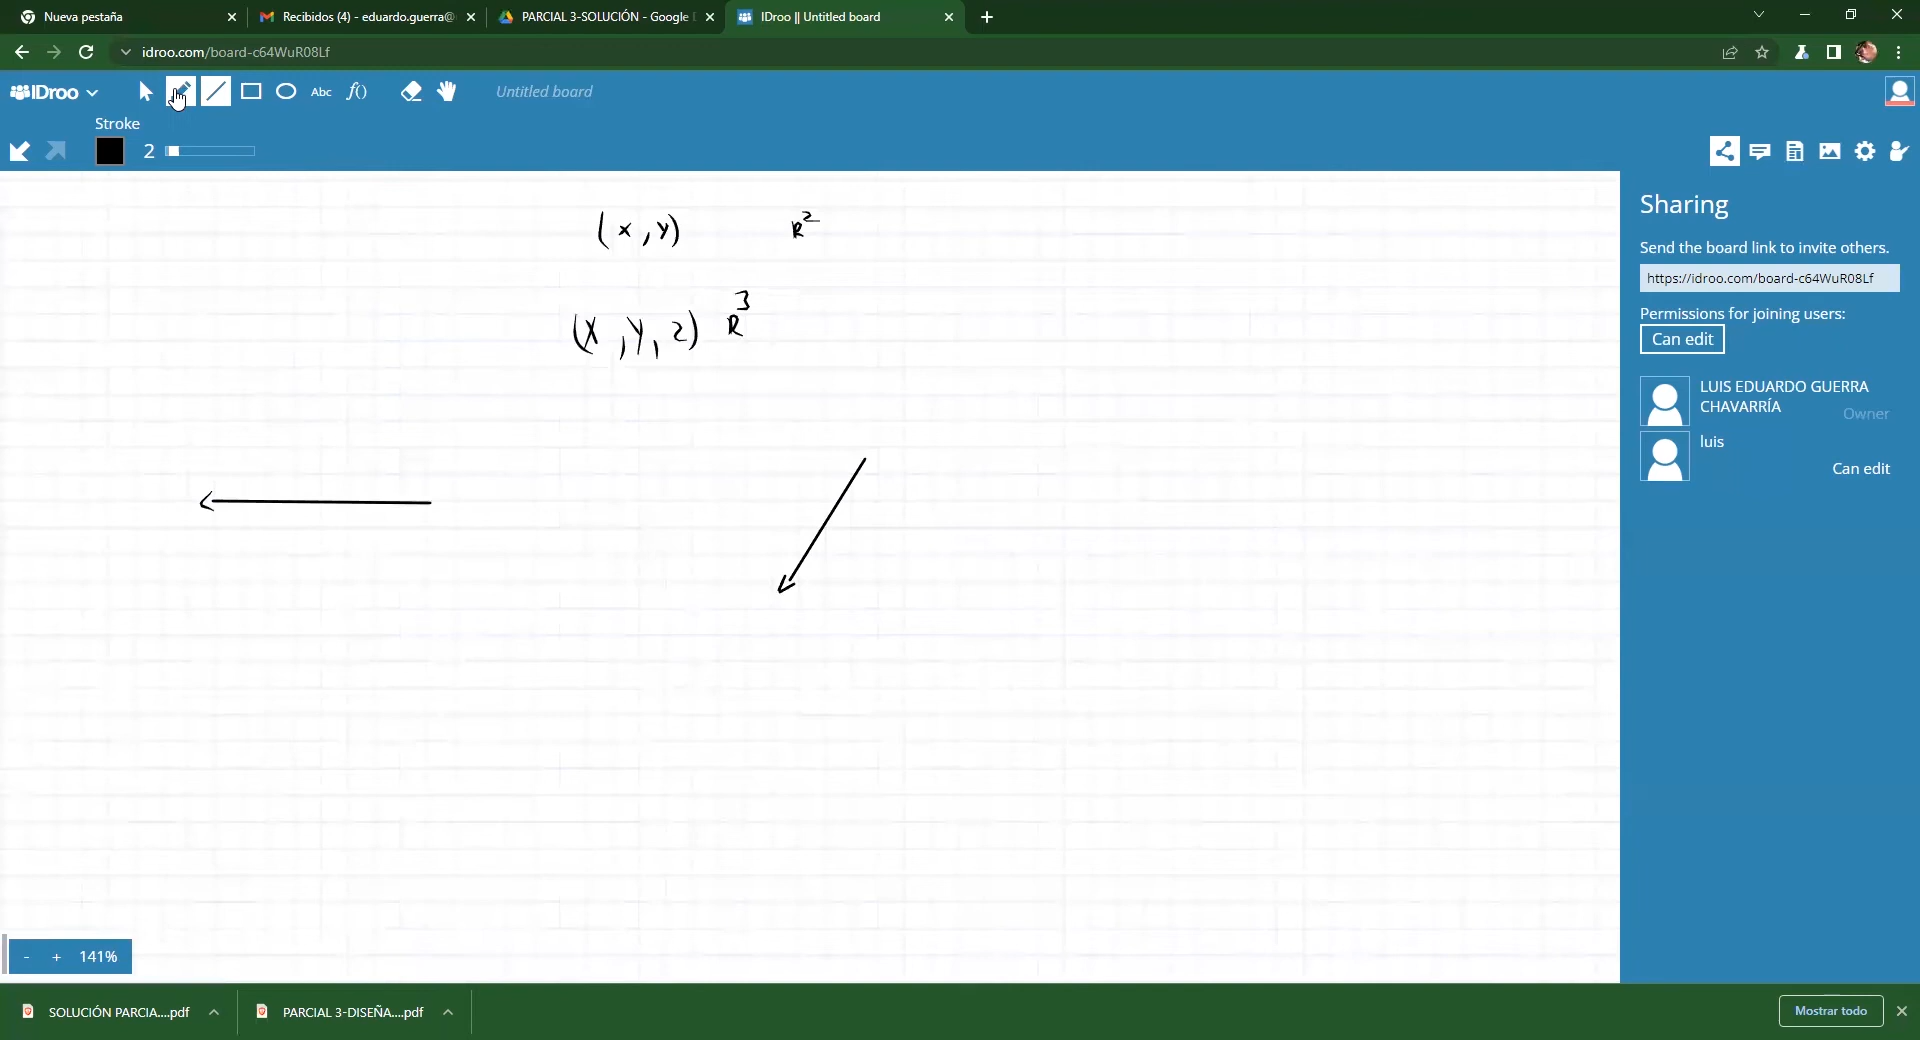 Nueva pestaña
Recibidos (4) - eduardo.guerra@
PARCIAL 3-SOLUCIÓN - Google D
IDroo || Untitled board
idroo.com/board-c64WuR08Lf
IDroo
Abc
f()
Untitled board
Stroke
2
(x, y) R²
(x, y, z) R³
Sharing
Send the board link to invite others.
https://idroo.com/board-c64WuR08Lf
Permissions for joining users:
Can edit
LUIS EDUARDO GUERRA
CHAVARRÍA
Owner
luis
Can edit
- + 141%
SOLUCIÓN PARCIA....pdf
PARCIAL 3-DISEÑA....pdf
Mostrar todo